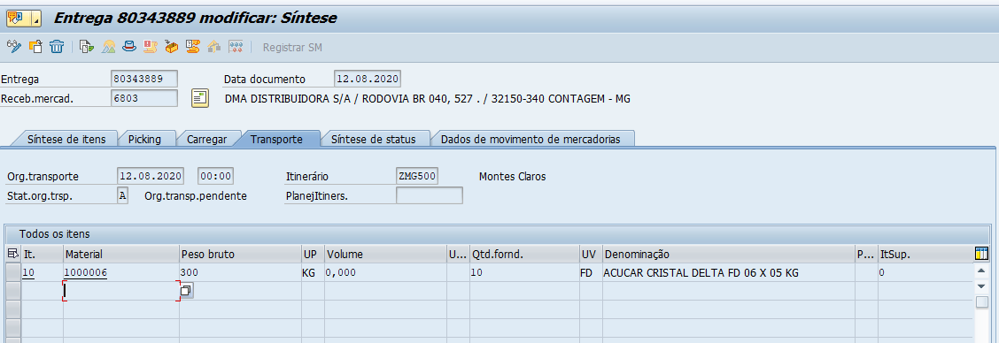 Entrega 80343889 modificar: Síntese
Registrar SM
Entrega 80343889 Data documento 12.08.2020
Receb.mercad. 6803 DMA DISTRIBUIDORA S/A / RODOVIA BR 040, 527 . / 32150-340 CONTAGEM - MG
Síntese de itens Picking Carregar Transporte Síntese de status Dados de movimento de mercadorias
Org.transporte 12.08.2020 00:00 Itinerário ZMG500 Montes Claros
Stat.org.trsp. A Org.transp.pendente PlanejItiners.
Todos os itens
It. Material Peso bruto UP Volume U... Qtd.fornd. UV Denominação P... ItSup.
10 1000006 300 KG 0,000 10 FD ACUCAR CRISTAL DELTA FD 06 X 05 KG 0